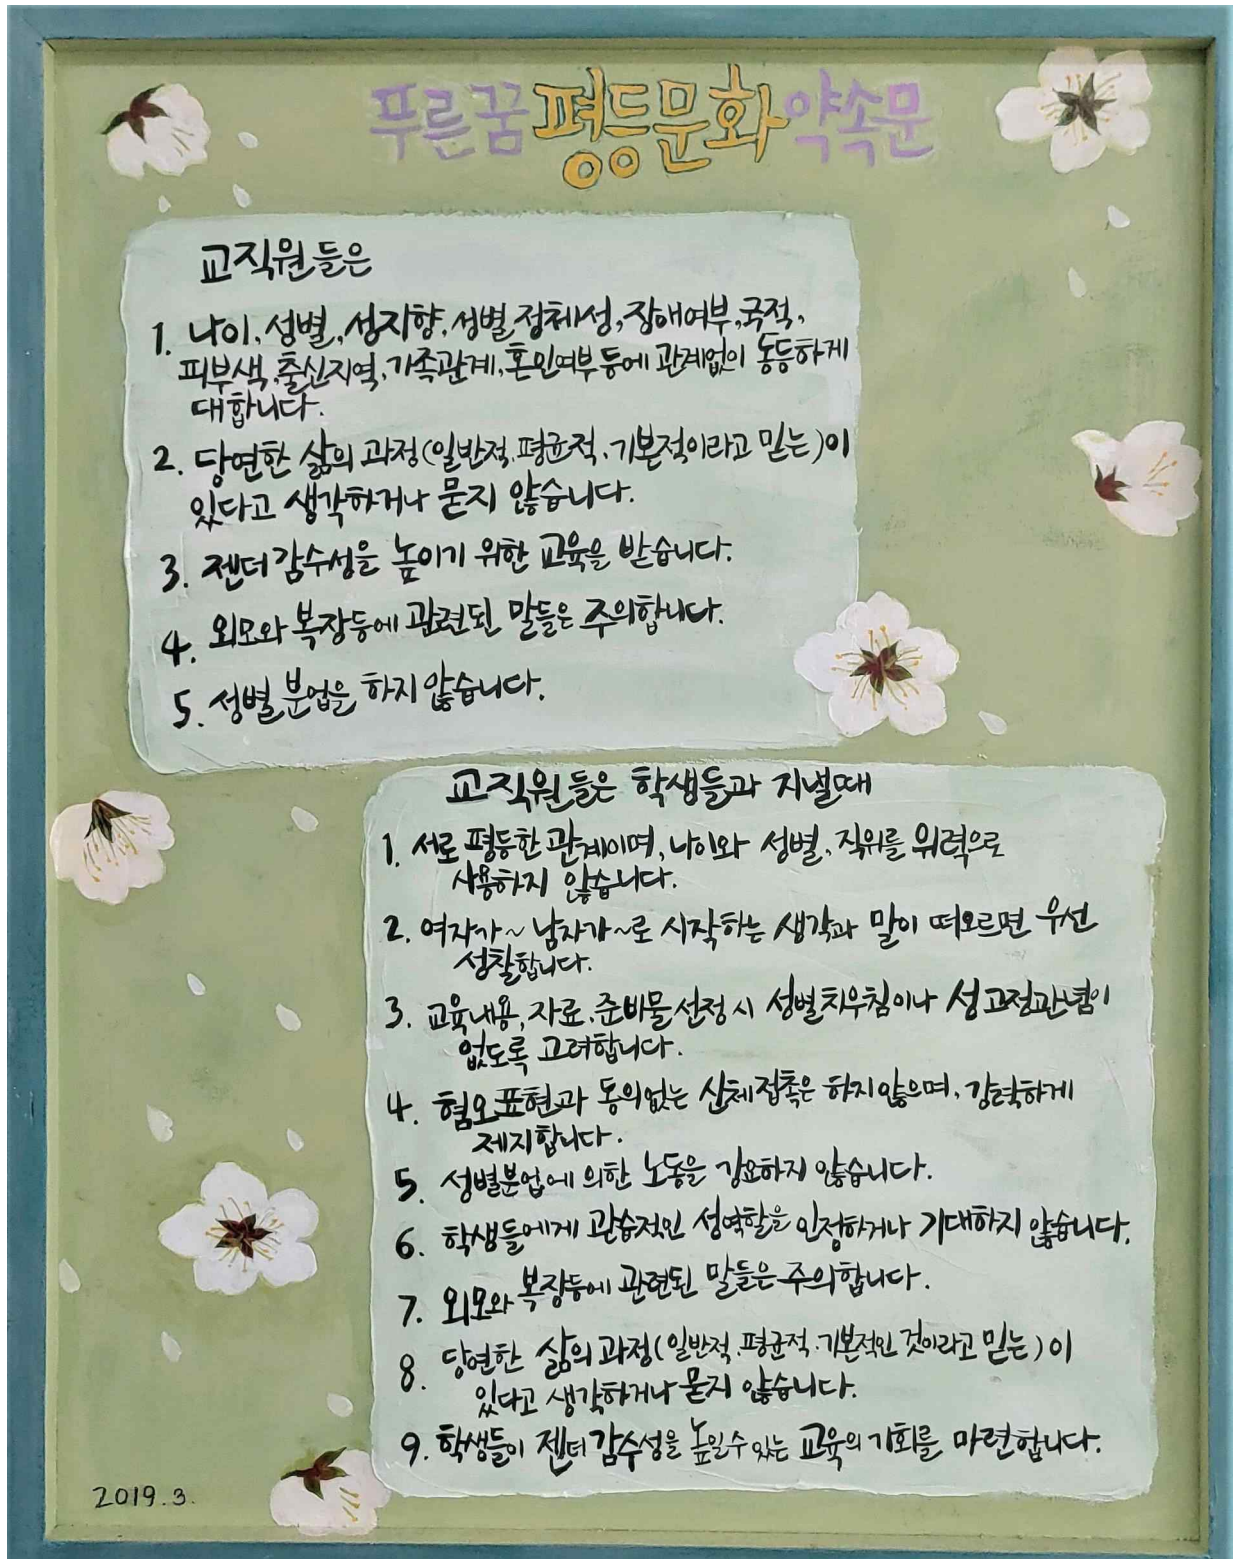 푸른꿈 평등문화 약속문
교직원들은
1. 나이, 성별, 성지향, 성별 정체성, 장애여부, 국적,
피부색, 출신지역, 가족관계, 혼인여부 등에 관계없이 동등하게
대합니다.
2. 당연한 삶의 과정(일반적, 평균적, 기본적이라고 믿는)이
있다고 생각하거나 묻지 않습니다.
3. 젠더감수성을 높이기 위한 교육을 받습니다.
4. 외모와 복장등에 관련된 말들은 주의합니다.
5. 성별 분업을 하지 않습니다.
교직원들은 학생들과 지낼때
1. 서로 평등한 관계이며, 나이와 성별, 직위를 위력으로
사용하지 않습니다.
2. 여자가~ 남자가~로 시작하는 생각과 말이 떠오르면 우선
성찰합니다.
3. 교육내용, 자료, 준비물 선정 시 성별치우침이나 성고정관념이
없도록 고려합니다.
4. 혐오표현과 동의없는 신체접촉은 하지않으며, 강력하게
제지합니다.
5. 성별분업에 의한 노동을 강요하지 않습니다.
6. 학생들에게 관습적인 성역할을 인정하거나 기대하지 않습니다.
7. 외모와 복장등에 관련된 말들은 주의합니다.
8. 당연한 삶의 과정(일반적, 평균적, 기본적인 것이라고 믿는)이
있다고 생각하거나 묻지 않습니다.
9. 학생들이 젠더감수성을 높일수 있는 교육의 기회를 마련합니다.
2019.3.